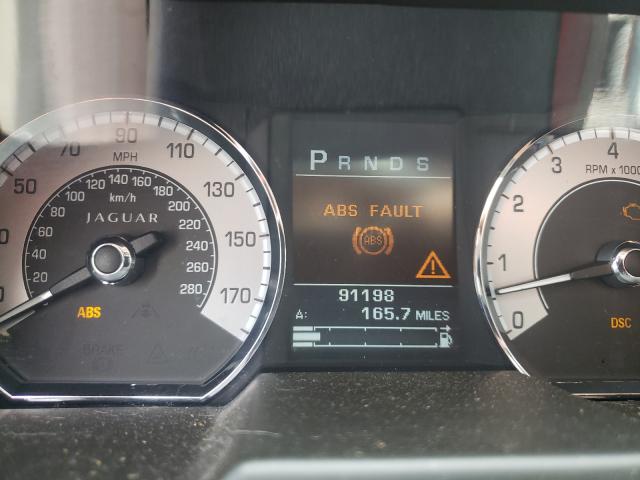 P R N D S
ABS FAULT
ABS
91198
A: 165.7 MILES
50 70 90 110 130 150 170
MPH
20 40 60 80 100 120 140 160 180 200 220 240 260 280
km/h
JAGUAR
ABS
BRAKE
0 1 2 3 4
RPM x 1000
DSC